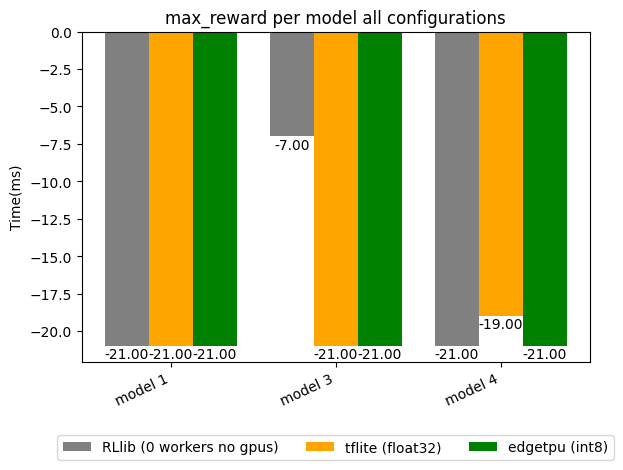 max_reward per model all configurations
Time(ms)
0.0
−2.5
−5.0
−7.5
−10.0
−12.5
−15.0
−17.5
−20.0
-7.00
-19.00
-21.00 -21.00 -21.00 -21.00 -21.00 -21.00 -21.00
model 1 model 3 model 4
RLlib (0 workers no gpus) tflite (float32) edgetpu (int8)